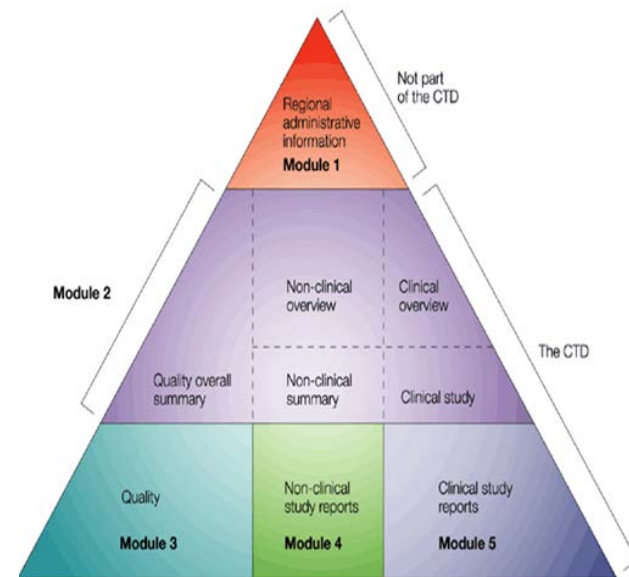 Not part
of the CTD
Regional
administrative
information
Module 1
Module 2
Non-clinical
overview
Clinical
overview
The CTD
Quality overall
summary
Non-clinical
summary
Clinical study
Quality
Module 3
Non-clinical
study reports
Module 4
Clinical study
reports
Module 5